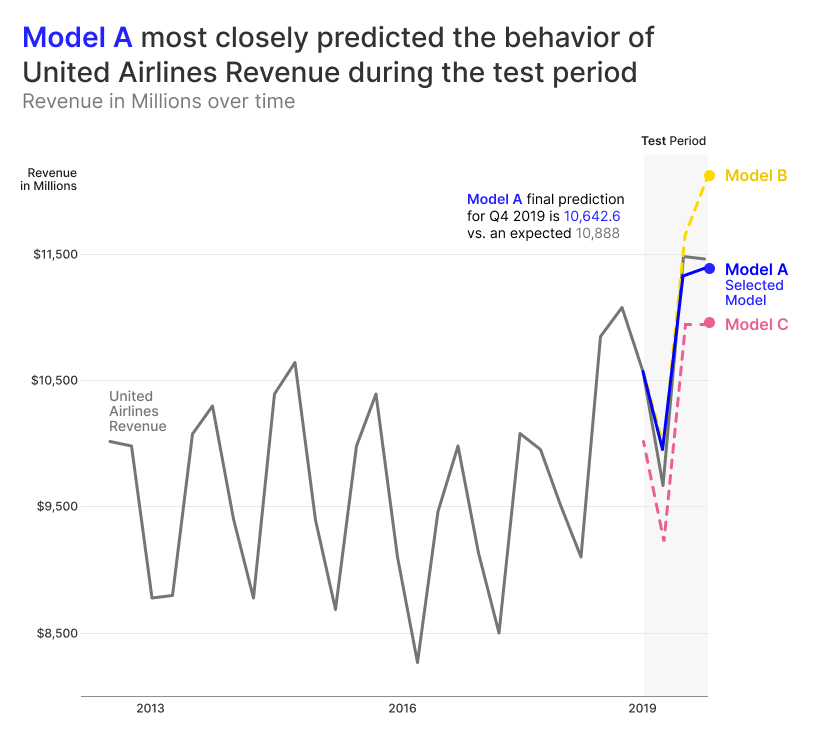 Model A most closely predicted the behavior of
United Airlines Revenue during the test period
Revenue in Millions over time
Test Period
Revenue
in Millions
Model B
Model A final prediction
for Q4 2019 is 10,642.6
vs. an expected 10,888
$11,500
Model A
Selected
Model
Model C
$10,500
United
Airlines
Revenue
$9,500
$8,500
2013
2016
2019